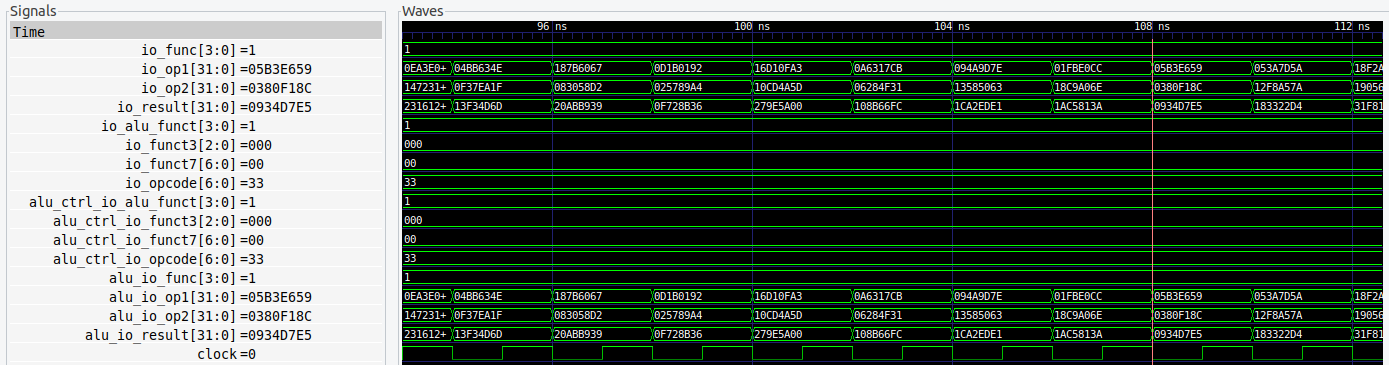 Signals
Waves
Time
96 ns 100 ns 104 ns 108 ns 112 ns
io_func[3:0] =1 1
io_op1[31:0] =05B3E659 0EA3E0+ 04BB634E 187B6067 0D1B0192 16D10FA3 0A6317CB 094A9D7E 01FBE0CC 05B3E659 053A7D5A 18F2A
io_op2[31:0] =0380F18C 147231+ 0F37EA1F 083058D2 025789A4 10CD4A5D 06284F31 13585063 18C9A06E 0380F18C 12F8A57A 19056
io_result[31:0] =0934D7E5 231612+ 13F34D6D 20ABB939 0F728B36 279E5A00 108B66FC 1CA2EDE1 1AC5813A 0934D7E5 183322D4 31F81
io_alu_funct[3:0] =1 1
io_funct3[2:0] =000 000
io_funct7[6:0] =00 00
io_opcode[6:0] =33 33
alu_ctrl_io_alu_funct[3:0] =1 1
alu_ctrl_io_funct3[2:0] =000 000
alu_ctrl_io_funct7[6:0] =00 00
alu_ctrl_io_opcode[6:0] =33 33
alu_io_func[3:0] =1 1
alu_io_op1[31:0] =05B3E659 0EA3E0+ 04BB634E 187B6067 0D1B0192 16D10FA3 0A6317CB 094A9D7E 01FBE0CC 05B3E659 053A7D5A 18F2A
alu_io_op2[31:0] =0380F18C 147231+ 0F37EA1F 083058D2 025789A4 10CD4A5D 06284F31 13585063 18C9A06E 0380F18C 12F8A57A 19056
alu_io_result[31:0] =0934D7E5 231612+ 13F34D6D 20ABB939 0F728B36 279E5A00 108B66FC 1CA2EDE1 1AC5813A 0934D7E5 183322D4 31F81
clock =0